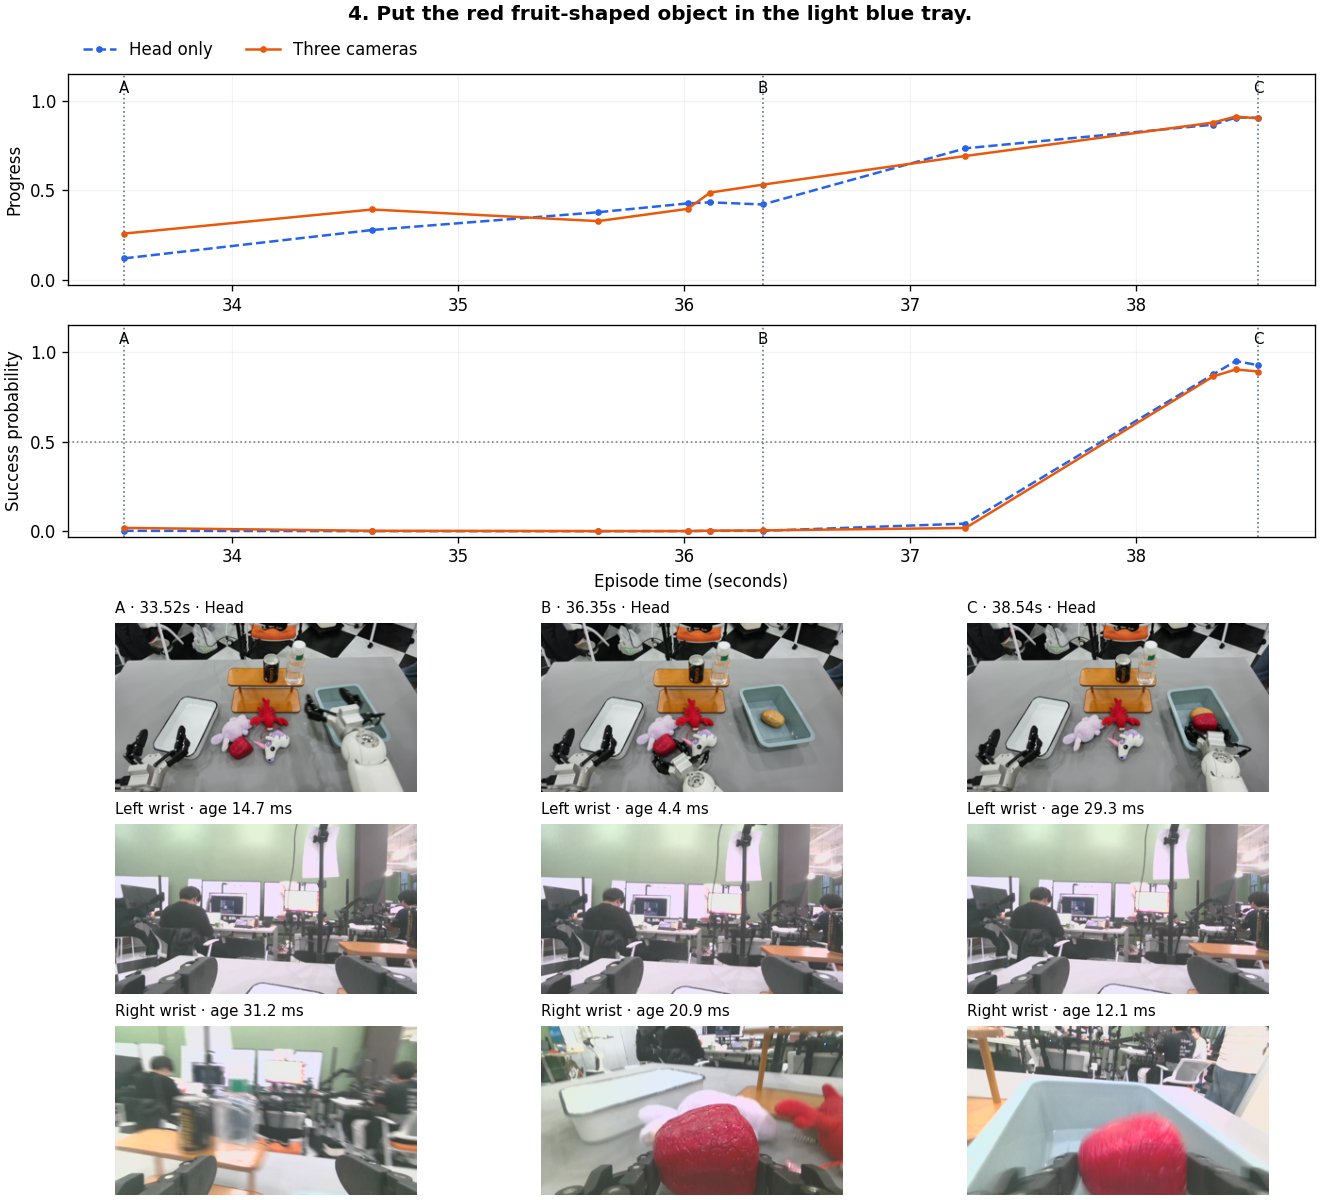 4. Put the red fruit-shaped object in the light blue tray.
Head only
Three cameras
A
B
C
1.0
0.5
0.0
Progress
34
35
36
37
38
A
B
C
1.0
0.5
0.0
Success probability
34
35
36
37
38
Episode time (seconds)
A · 33.52s · Head
B · 36.35s · Head
C · 38.54s · Head
Left wrist · age 14.7 ms
Left wrist · age 4.4 ms
Left wrist · age 29.3 ms
Right wrist · age 31.2 ms
Right wrist · age 20.9 ms
Right wrist · age 12.1 ms